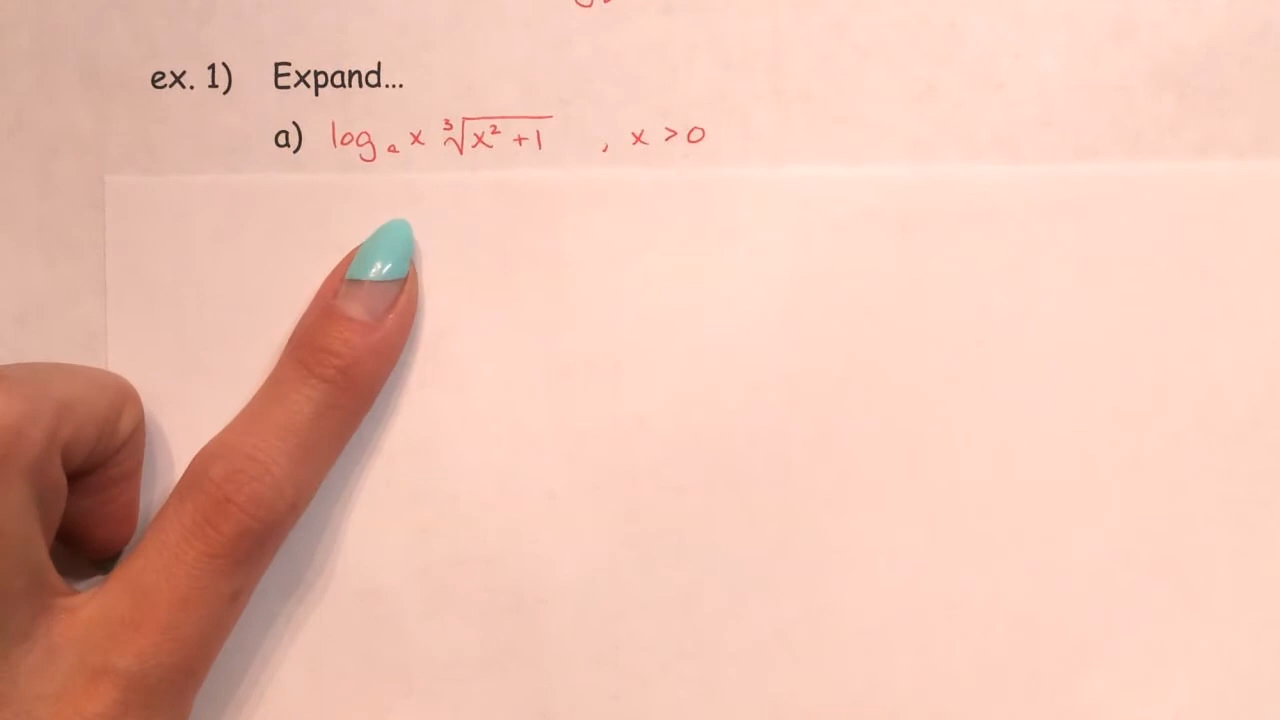 ex. 1) Expand...
a) logₐ x ∛(x² + 1) , x > 0